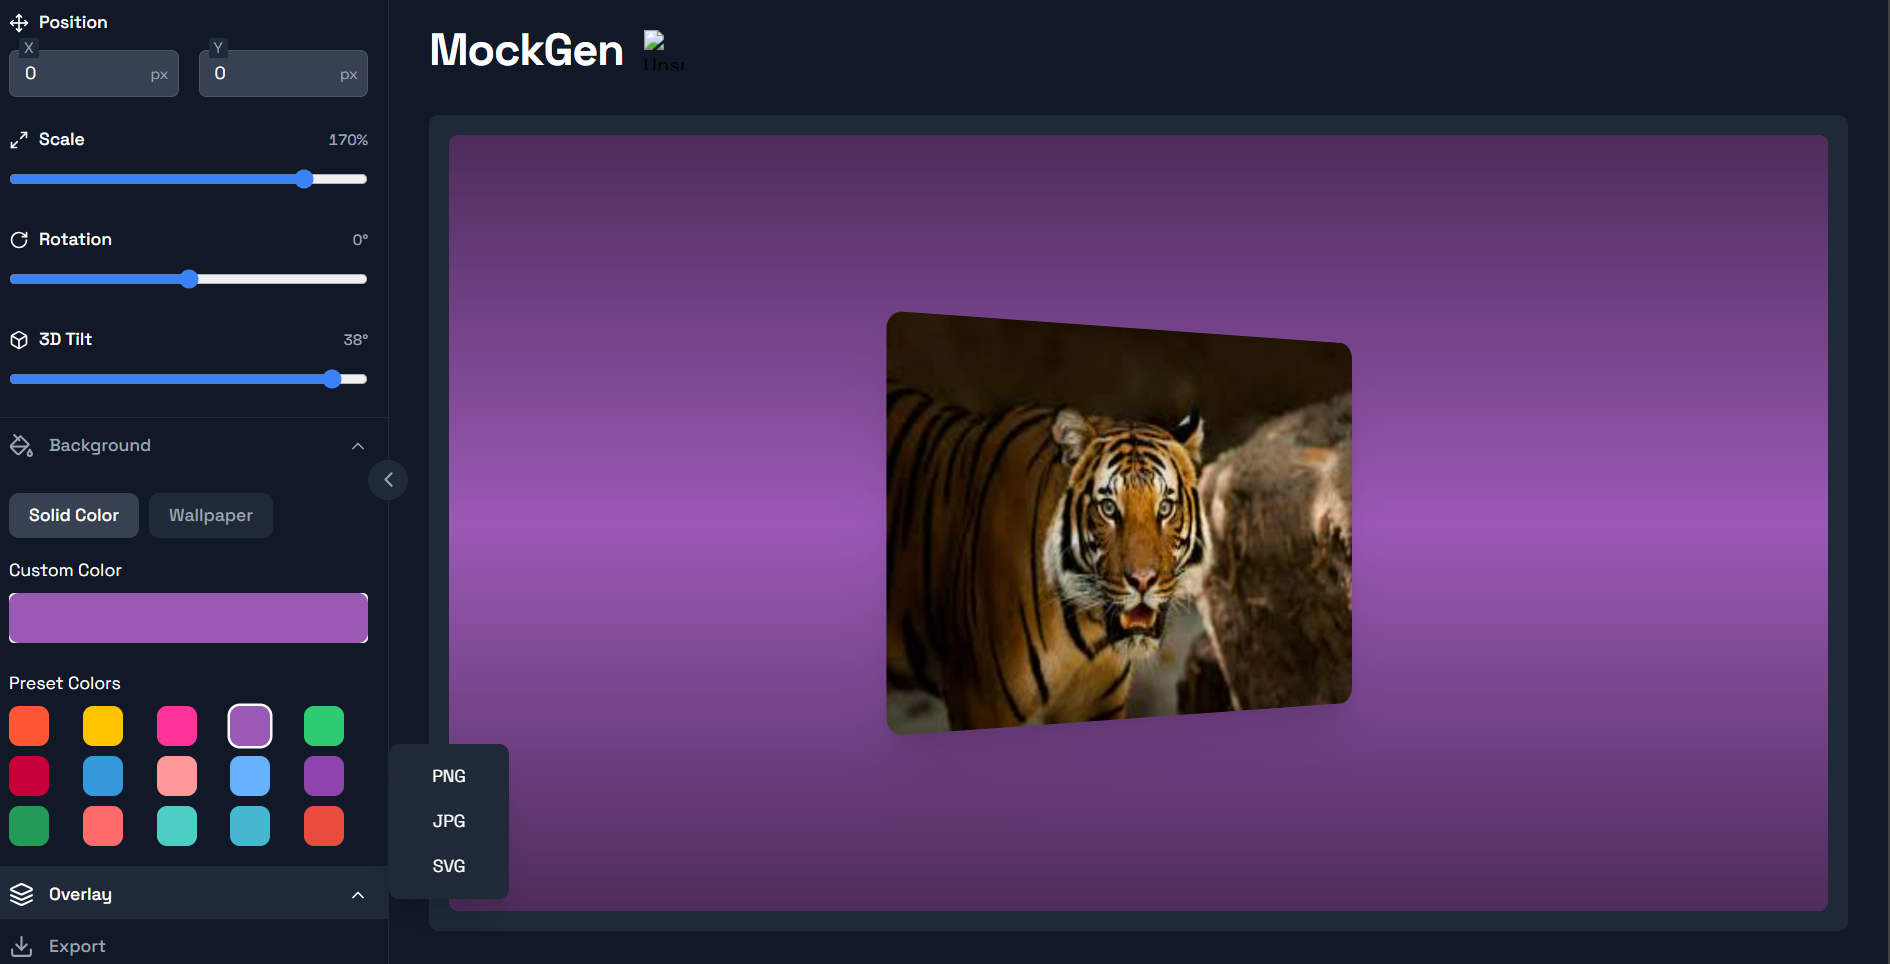 Position
X
0 px
Y
0 px
Scale 170%
Rotation 0°
3D Tilt 38°
Background
Solid Color
Wallpaper
Custom Color
Preset Colors
Overlay
Export
MockGen
PNG
JPG
SVG